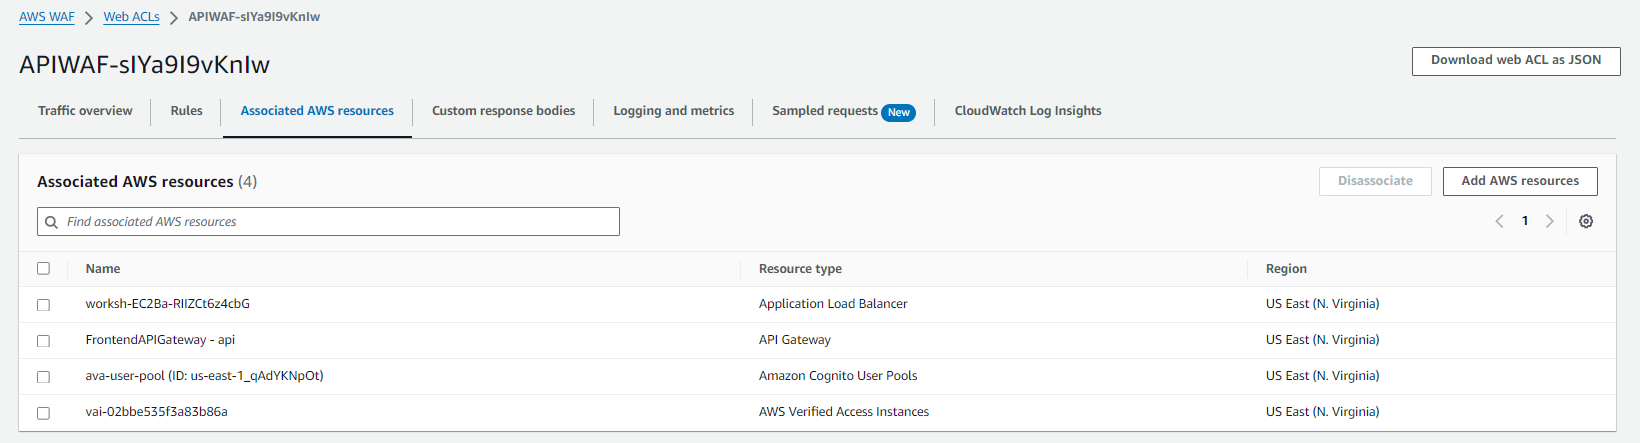 AWS WAF > Web ACLs > APIWAF-sIYa9I9vKnIw
APIWAF-sIYa9I9vKnIw
Download web ACL as JSON
Traffic overview Rules Associated AWS resources Custom response bodies Logging and metrics Sampled requests New CloudWatch Log Insights
Associated AWS resources (4)
Disassociate Add AWS resources
Find associated AWS resources
< 1 >
Name Resource type Region
worksh-EC2Ba-RIIZCt6z4cbG Application Load Balancer US East (N. Virginia)
FrontendAPIGateway - api API Gateway US East (N. Virginia)
ava-user-pool (ID: us-east-1_qAdYKNpOt) Amazon Cognito User Pools US East (N. Virginia)
vai-02bbe535f3a83b86a AWS Verified Access Instances US East (N. Virginia)